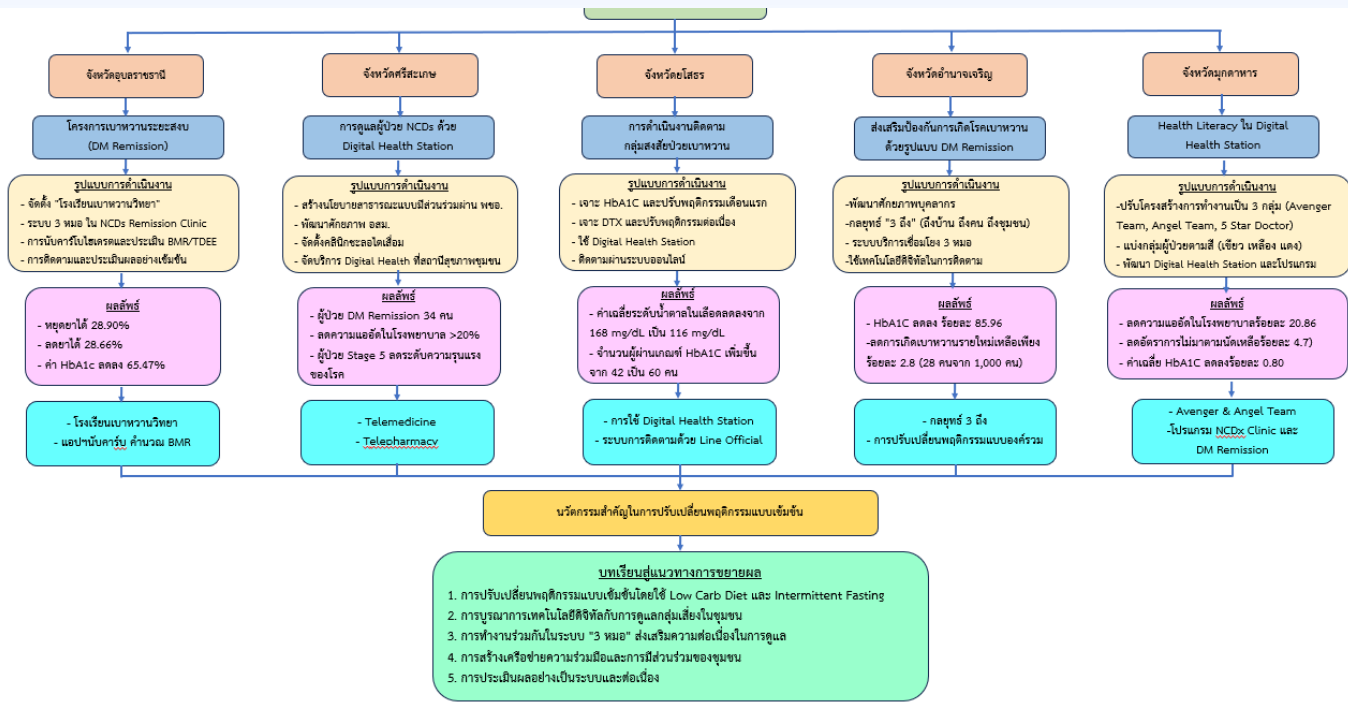 จังหวัดอุบลราชธานี
โครงการเบาหวานระยะสงบ
(DM Remission)
รูปแบบการดำเนินงาน
- จัดตั้ง "โรงเรียนเบาหวานวิทยา"
- ระบบ 3 หมอ ใน NCDs Remission Clinic
- การนับคาร์โบไฮเดรตและประเมิน BMR/TDEE
- การติดตามและประเมินผลอย่างเข้มข้น
ผลลัพธ์
- หยุดยาได้ 28.90%
- ลดยาได้ 28.66%
- ค่า HbA1c ลดลง 65.47%
- โรงเรียนเบาหวานวิทยา
- แอปฯนับคาร์บ คำนวณ BMR
จังหวัดศรีสะเกษ
การดูแลผู้ป่วย NCDs ด้วย
Digital Health Station
รูปแบบการดำเนินงาน
- สร้างนโยบายสาธารณะแบบมีส่วนร่วมผ่าน พชอ.
- พัฒนาศักยภาพ อสม.
- จัดตั้งคลินิกชะลอไตเสื่อม
- จัดบริการ Digital Health ที่สถานีสุขภาพชุมชน
ผลลัพธ์
- ผู้ป่วย DM Remission 34 คน
- ลดความแออัดในโรงพยาบาล >20%
- ผู้ป่วย Stage 5 ลดระดับความรุนแรง
ของโรค
- Telemedicine
- Telepharmacy
จังหวัดยโสธร
การดำเนินงานติดตาม
กลุ่มสงสัยป่วยเบาหวาน
รูปแบบการดำเนินงาน
- เจาะ HbA1C และปรับพฤติกรรมเดือนแรก
- เจาะ DTX และปรับพฤติกรรมต่อเนื่อง
- ใช้ Digital Health Station
- ติดตามผ่านระบบออนไลน์
ผลลัพธ์
- ค่าเฉลี่ยระดับน้ำตาลในเลือดลดลงจาก
168 mg/dL เป็น 116 mg/dL
- จำนวนผู้ผ่านเกณฑ์ HbA1C เพิ่มขึ้น
จาก 42 เป็น 60 คน
- การใช้ Digital Health Station
- ระบบการติดตามด้วย Line Official
จังหวัดอำนาจเจริญ
ส่งเสริมป้องกันการเกิดโรคเบาหวาน
ด้วยรูปแบบ DM Remission
รูปแบบการดำเนินงาน
-พัฒนาศักยภาพบุคลากร
-กลยุทธ์ "3 ถึง" (ถึงบ้าน ถึงคน ถึงชุมชน)
- ระบบบริการเชื่อมโยง 3 หมอ
-ใช้เทคโนโลยีดิจิทัลในการติดตาม
ผลลัพธ์
- HbA1C ลดลง ร้อยละ 85.96
-ลดการเกิดเบาหวานรายใหม่เหลือเพียง
ร้อยละ 2.8 (28 คนจาก 1,000 คน)
- กลยุทธ์ 3 ถึง
- การปรับเปลี่ยนพฤติกรรมแบบองค์รวม
จังหวัดมุกดาหาร
Health Literacy ใน Digital
Health Station
รูปแบบการดำเนินงาน
-ปรับโครงสร้างการทำงานเป็น 3 กลุ่ม (Avenger
Team, Angel Team, 5 Star Doctor)
- แบ่งกลุ่มผู้ป่วยตามสี (เขียว เหลือง แดง)
- พัฒนา Digital Health Station และโปรแกรม
ผลลัพธ์
- ลดความแออัดในโรงพยาบาลร้อยละ 20.86
- ลดอัตราการไม่มาตามนัดเหลือร้อยละ 4.7)
- ค่าเฉลี่ย HbA1C ลดลงร้อยละ 0.80
- Avenger & Angel Team
-โปรแกรม NCDx Clinic และ
DM Remission
นวัตกรรมสำคัญในการปรับเปลี่ยนพฤติกรรมแบบเข้มข้น
บทเรียนสู่แนวทางการขยายผล
1. การปรับเปลี่ยนพฤติกรรมแบบเข้มข้นโดยใช้ Low Carb Diet และ Intermittent Fasting
2. การบูรณาการเทคโนโลยีดิจิทัลกับการดูแลกลุ่มเสี่ยงในชุมชน
3. การทำงานร่วมกันในระบบ "3 หมอ" ส่งเสริมความต่อเนื่องในการดูแล
4. การสร้างเครือข่ายความร่วมมือและการมีส่วนร่วมของชุมชน
5. การประเมินผลอย่างเป็นระบบและต่อเนื่อง